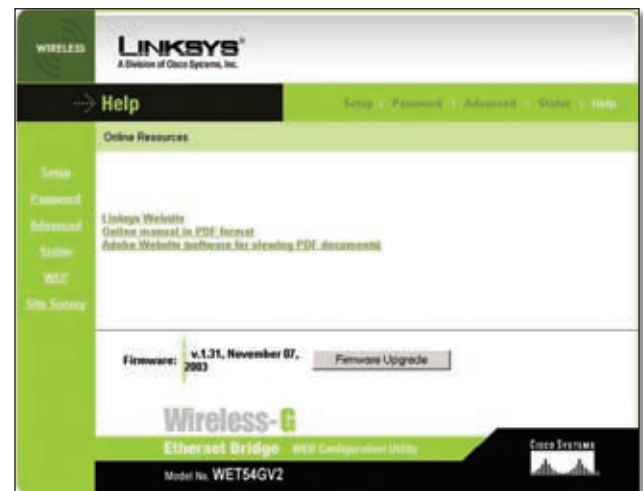 WIRELESS
LINKSYS®
A Division of Cisco Systems, Inc.
Help
Setup | Password | Advanced | Status | Help
Online Resources
Setup
Password
Advanced
Status
WEP
Site Survey
Linksys Website
Online manual in PDF format
Adobe Website (software for viewing PDF documents)
Firmware:
v.1.31, November 07,
2003
Firmware Upgrade
Wireless-G
Ethernet Bridge WEB Configuration Utility
CISCO SYSTEMS
Model No. WET54GV2